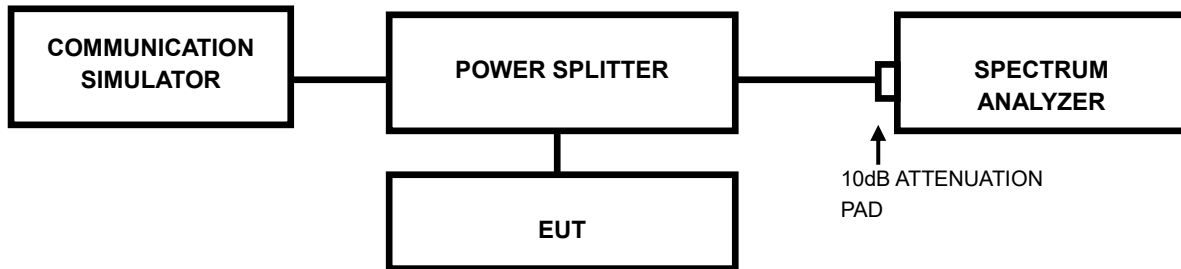 COMMUNICATION
SIMULATOR
POWER SPLITTER
SPECTRUM
ANALYZER
10dB ATTENUATION
PAD
EUT